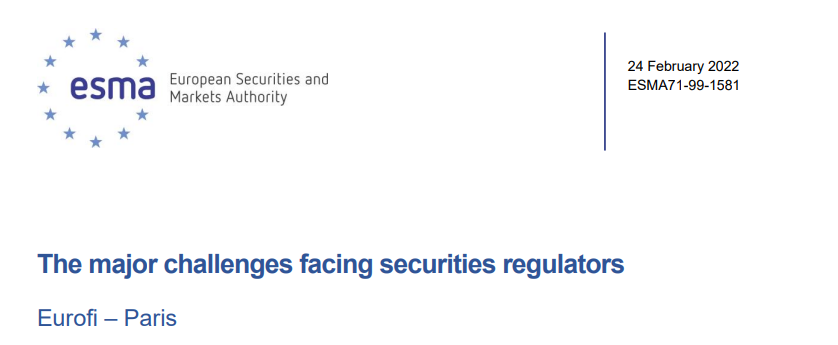 esma
European Securities and
Markets Authority
24 February 2022
ESMA71-99-1581
The major challenges facing securities regulators
Eurofi – Paris